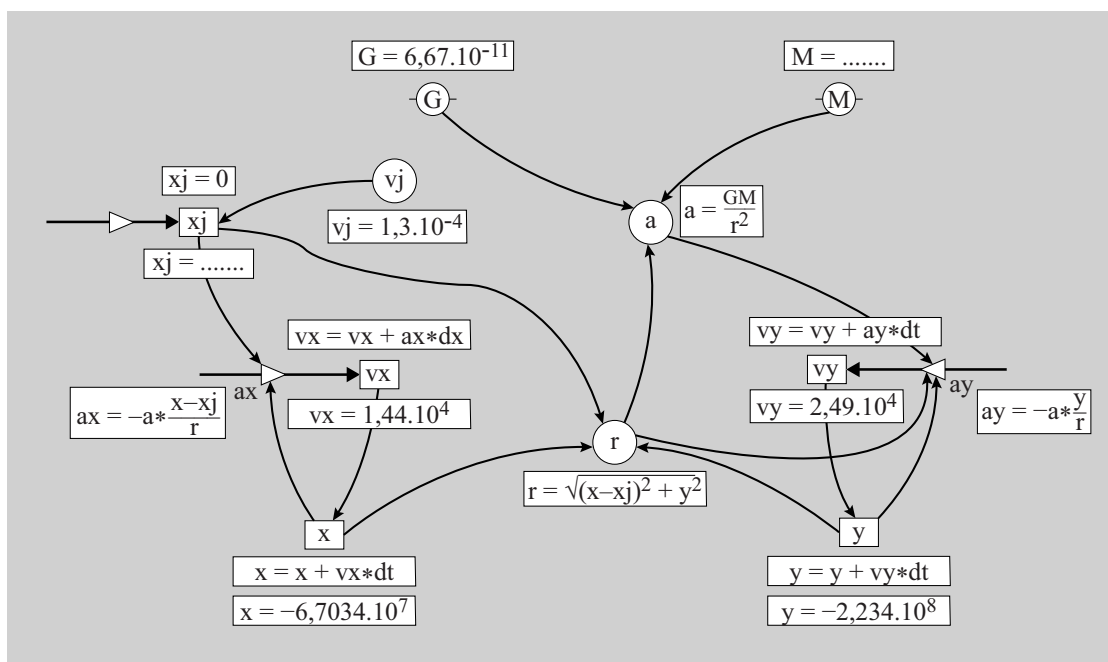 G = 6,67.10⁻¹¹
M = .......
G
M
xj = 0
vj
xj
vj = 1,3.10⁻⁴
a
a = GM/r²
xj = .......
vx = vx + ax*dx
vy = vy + ay*dt
ax
vx
vy
ay
ax = –a* x–xj/r
vx = 1,44.10⁴
vy = 2,49.10⁴
ay = –a* y/r
r
r = √(x–xj)² + y²
x
y
x = x + vx*dt
y = y + vy*dt
x = −6,7034.10⁷
y = −2,234.10⁸